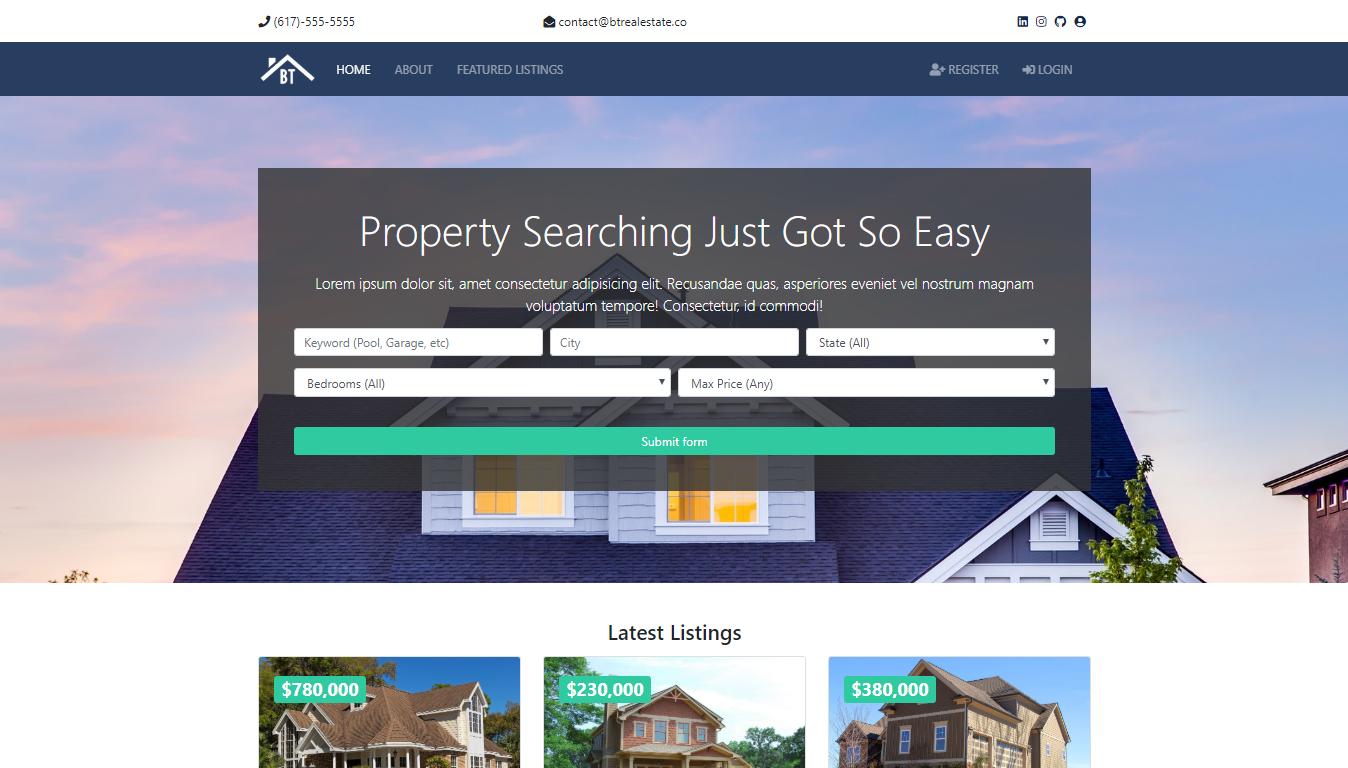 (617)-555-5555
contact@btrealestate.co
BT
HOME
ABOUT
FEATURED LISTINGS
REGISTER
LOGIN
Property Searching Just Got So Easy
Lorem ipsum dolor sit, amet consectetur adipisicing elit. Recusandae quas, asperiores eveniet vel nostrum magnam
voluptatum tempore! Consectetur, id commodi!
Keyword (Pool, Garage, etc)
City
State (All)
Bedrooms (All)
Max Price (Any)
Submit form
Latest Listings
$780,000
$230,000
$380,000